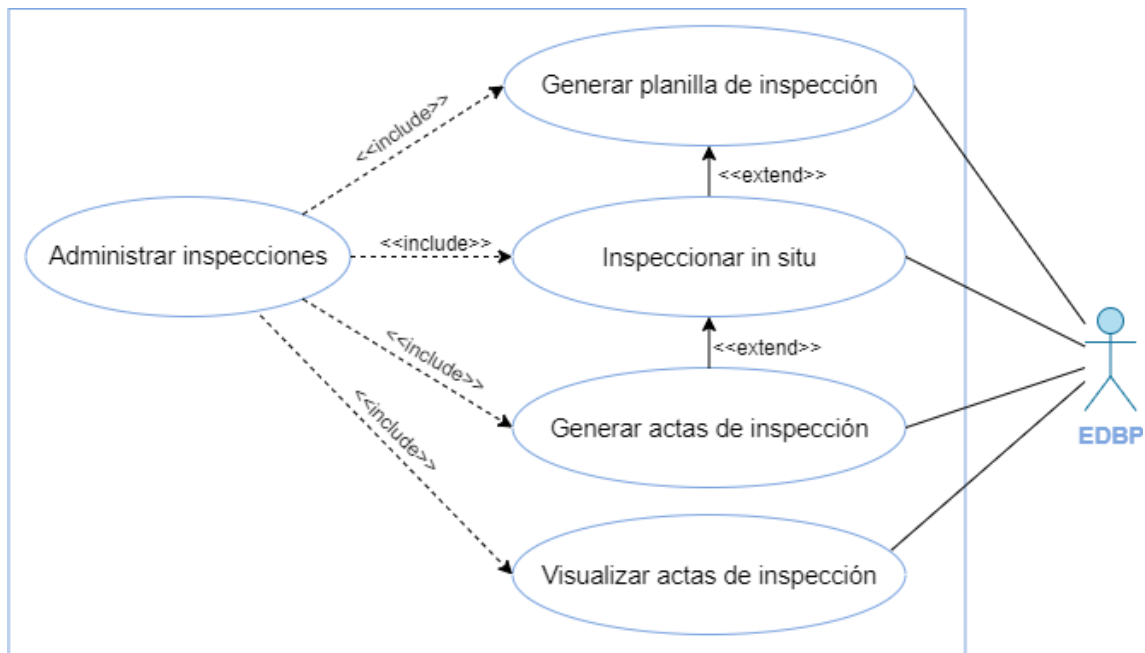 Generar planilla de inspección
<<include>>
<<extend>>
Administrar inspecciones
<<include>>
Inspeccionar in situ
<<include>>
<<extend>>
<<include>>
Generar actas de inspección
EDBP
Visualizar actas de inspección